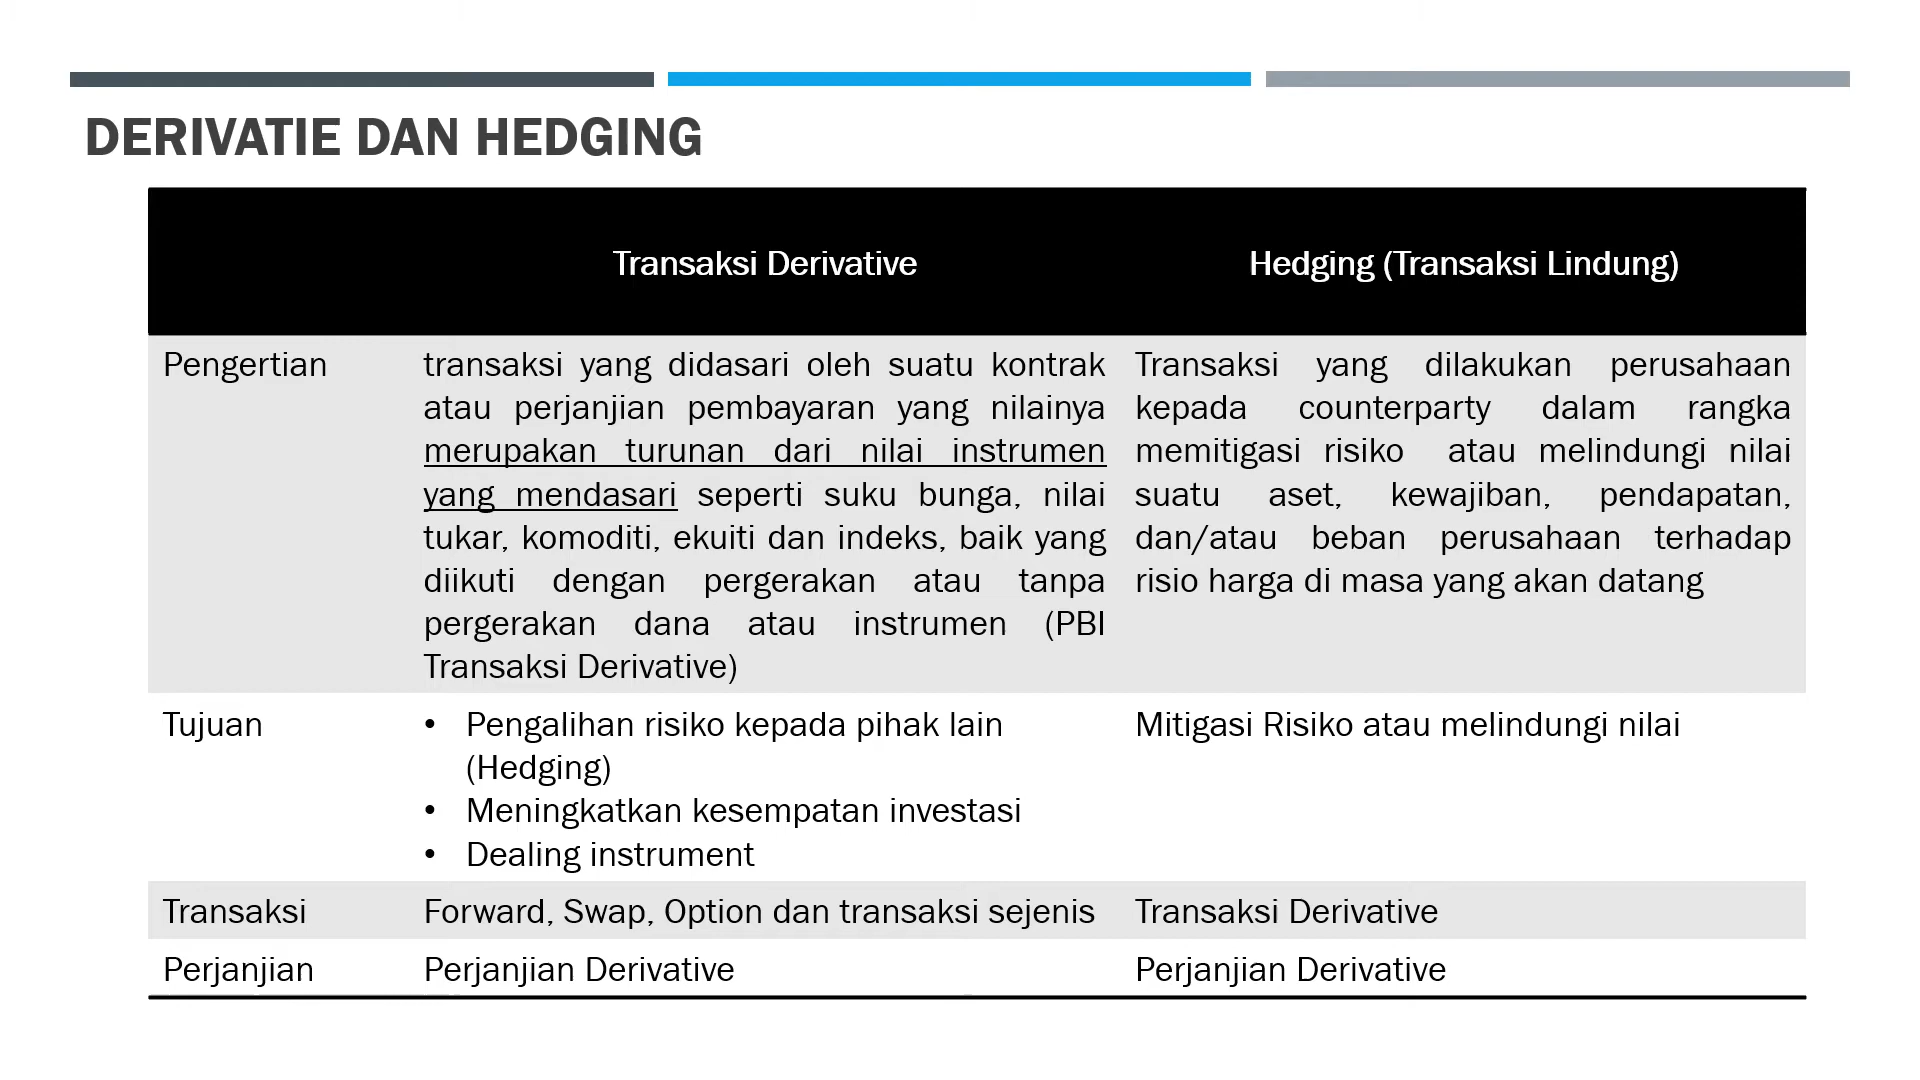 DERIVATIE DAN HEDGING
Transaksi Derivative
Hedging (Transaksi Lindung)
Pengertian
transaksi yang didasari oleh suatu kontrak
atau perjanjian pembayaran yang nilainya
merupakan turunan dari nilai instrumen
yang mendasari seperti suku bunga, nilai
tukar, komoditi, ekuiti dan indeks, baik yang
diikuti dengan pergerakan atau tanpa
pergerakan dana atau instrumen (PBI
Transaksi Derivative)
Transaksi yang dilakukan perusahaan
kepada counterparty dalam rangka
memitigasi risiko atau melindungi nilai
suatu aset, kewajiban, pendapatan,
dan/atau beban perusahaan terhadap
risio harga di masa yang akan datang
Tujuan
• Pengalihan risiko kepada pihak lain
(Hedging)
• Meningkatkan kesempatan investasi
• Dealing instrument
Mitigasi Risiko atau melindungi nilai
Transaksi
Forward, Swap, Option dan transaksi sejenis
Transaksi Derivative
Perjanjian
Perjanjian Derivative
Perjanjian Derivative